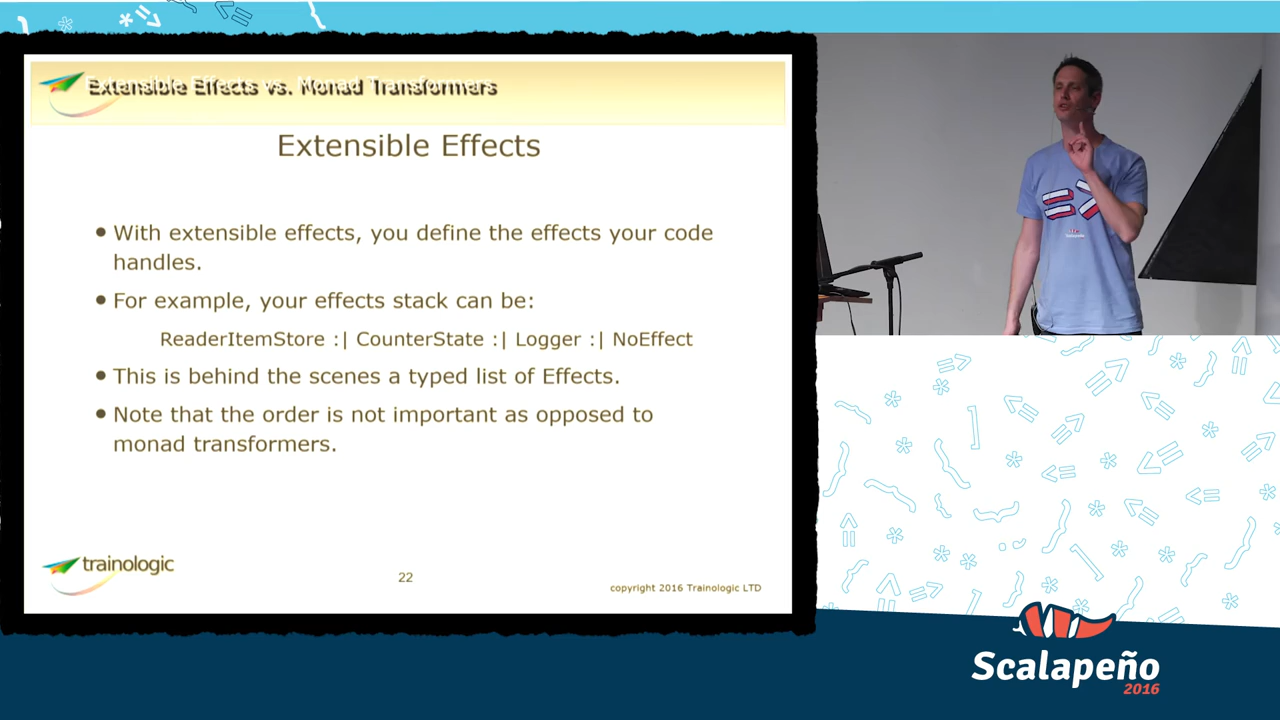 Extensible Effects vs. Monad Transformers
Extensible Effects
• With extensible effects, you define the effects your code
handles.
• For example, your effects stack can be:
ReaderItemStore :| CounterState :| Logger :| NoEffect
• This is behind the scenes a typed list of Effects.
• Note that the order is not important as opposed to
monad transformers.
trainologic
22
copyright 2016 Trainologic LTD
Scalapeño
2016